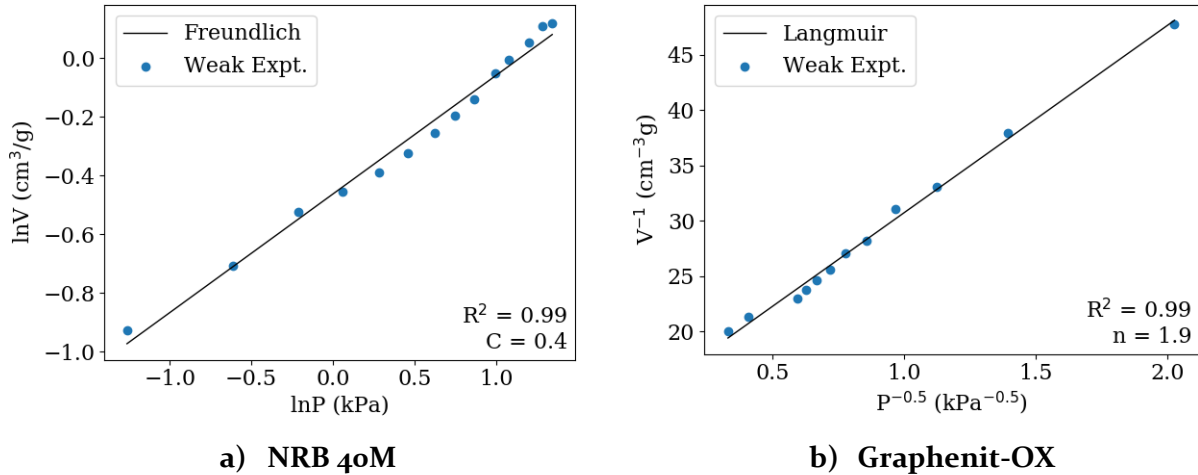 Freundlich
Weak Expt.
0.0
−0.2
−0.4
−0.6
−0.8
−1.0
lnV (cm³/g)
R² = 0.99
C = 0.4
−1.0 −0.5 0.0 0.5 1.0
lnP (kPa)
a) NRB 40M
Langmuir
Weak Expt.
45
40
35
30
25
20
V⁻¹ (cm⁻³g)
R² = 0.99
n = 1.9
0.5 1.0 1.5 2.0
P⁻⁰·⁵ (kPa⁻⁰·⁵)
b) Graphenit-OX